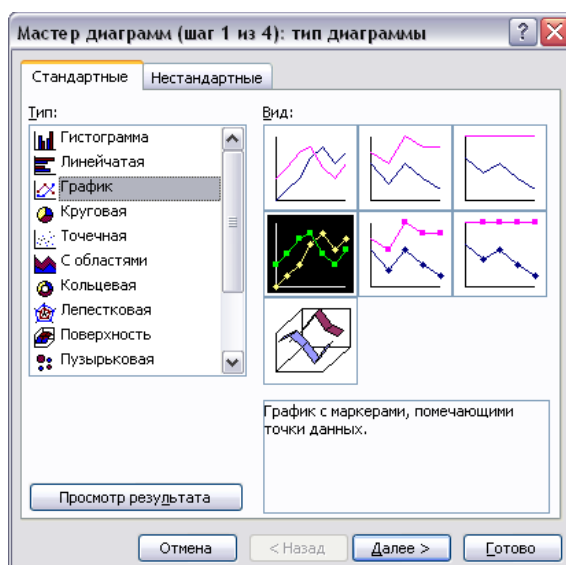 Мастер диаграмм (шаг 1 из 4): тип диаграммы
Стандартные Нестандартные
Тип:
Гистограмма
Линейчатая
График
Круговая
Точечная
С областями
Кольцевая
Лепестковая
Поверхность
Пузырьковая
Вид:
График с маркерами, помечающими
точки данных.
Просмотр результата
Отмена < Назад Далее > Готово